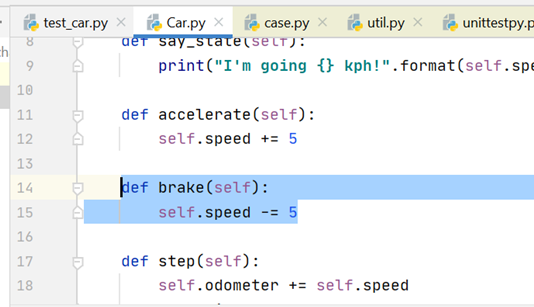 test_car.py Car.py case.py util.py unittestpy.py
8 def say_state(self):
9 print("I'm going {} kph!".format(self.spe
10
11 def accelerate(self):
12 self.speed += 5
13
14 def brake(self):
15 self.speed -= 5
16
17 def step(self):
18 self.odometer += self.speed